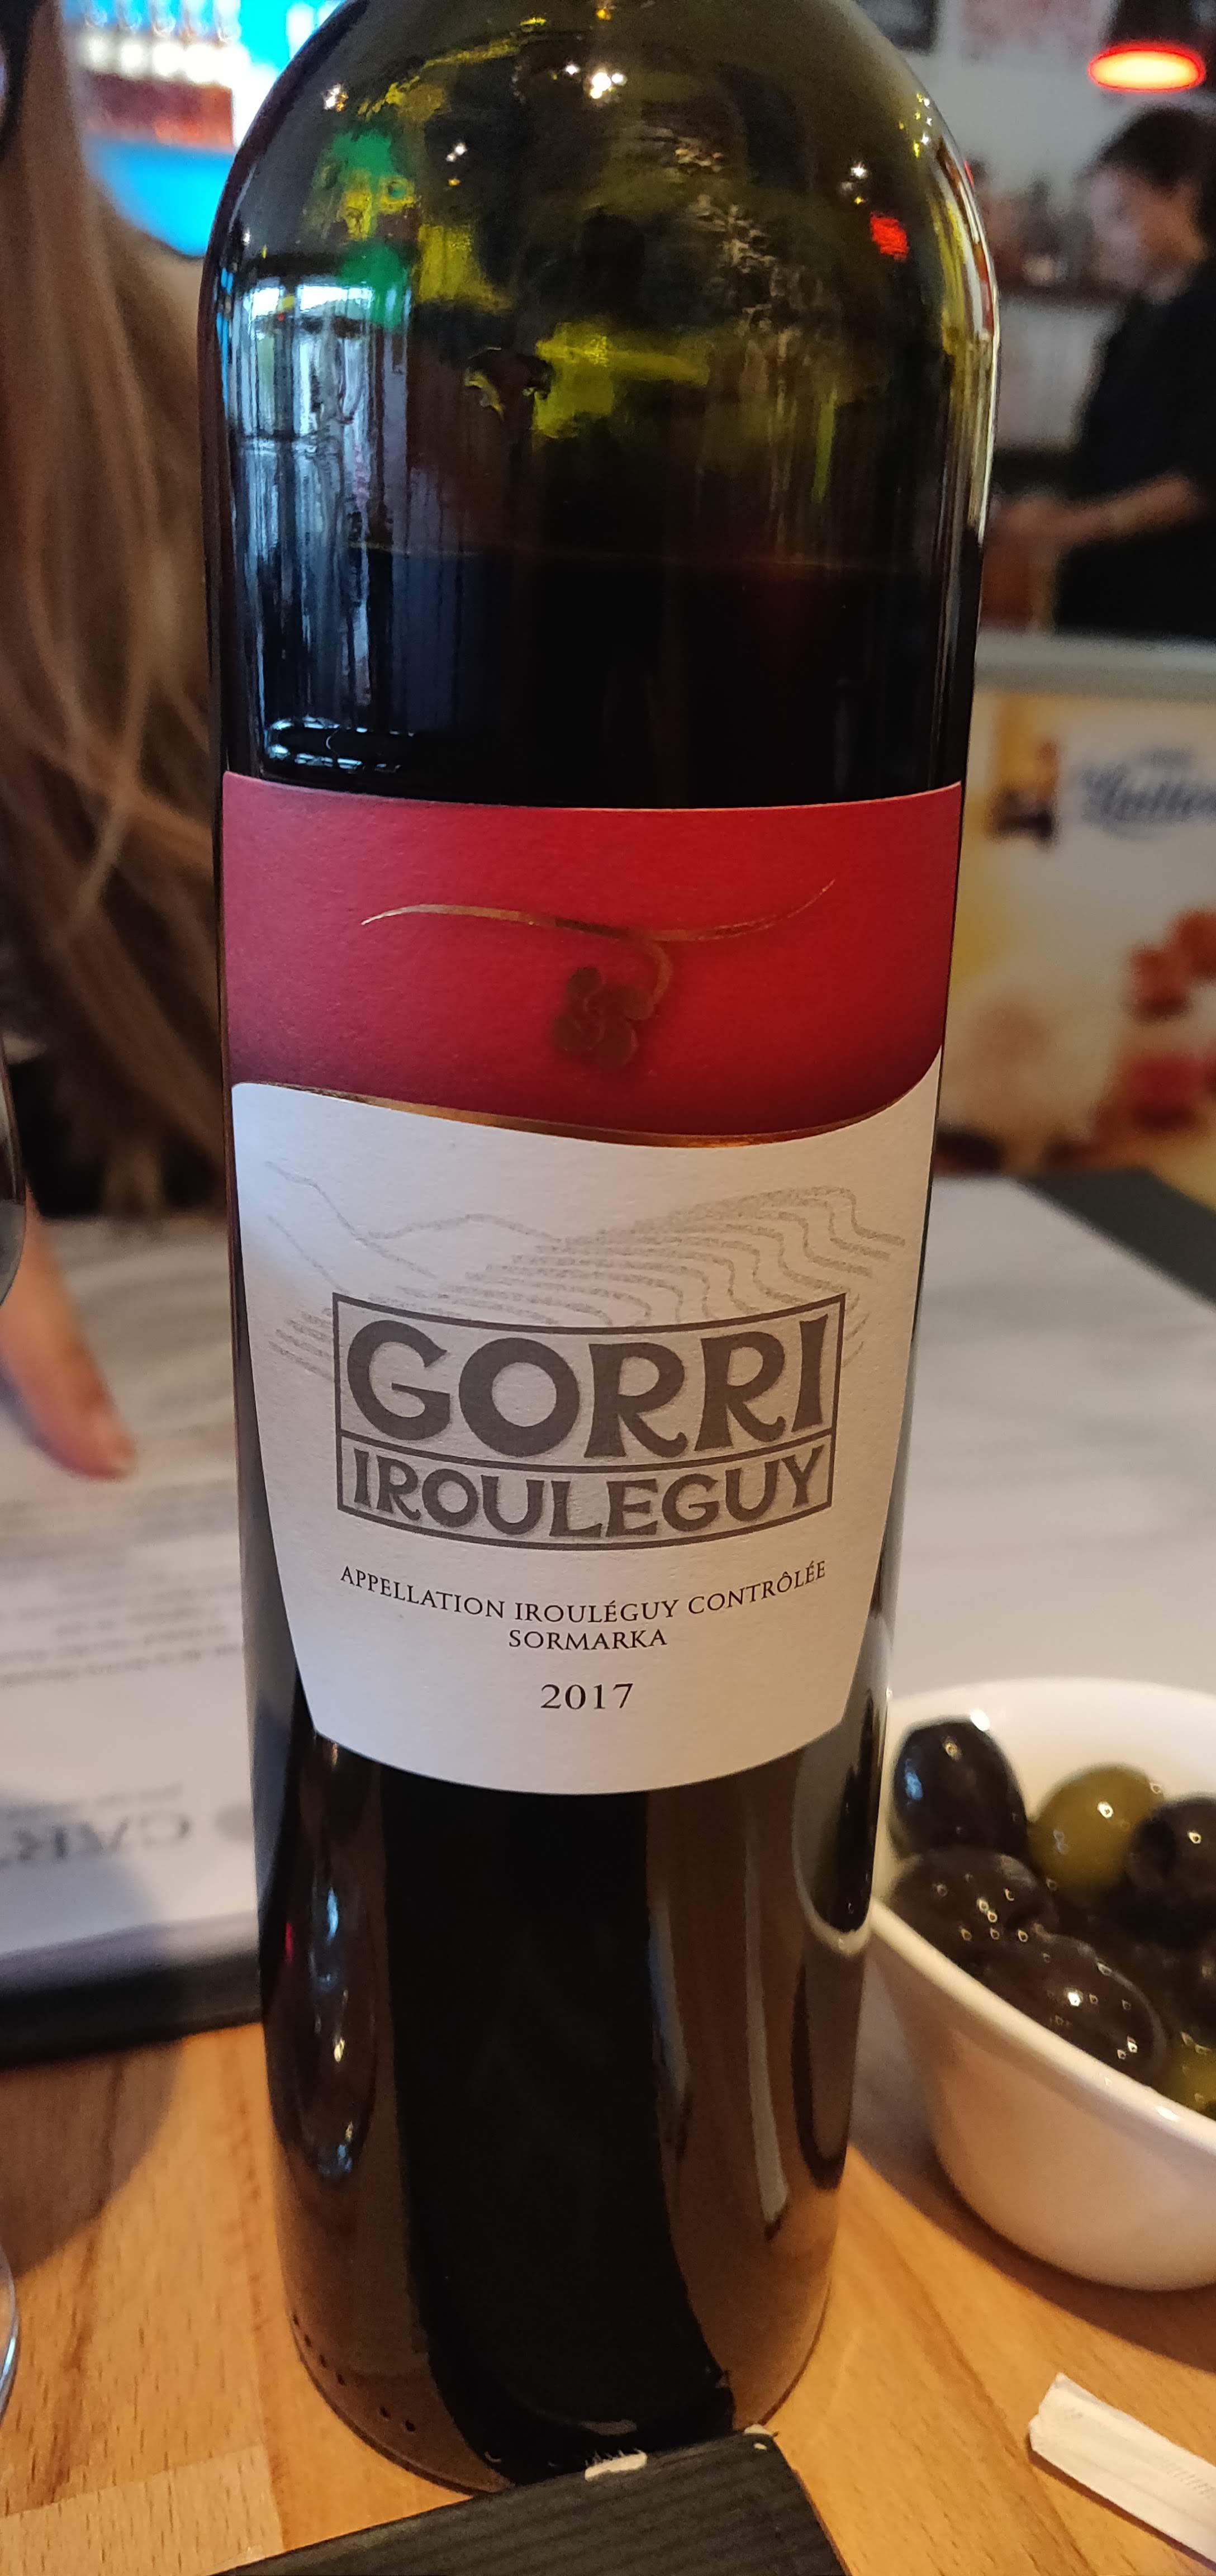 GORRI
IROULEGUY
APPELLATION IROULÉGUY CONTRÔLÉE
SORMARKA
2017